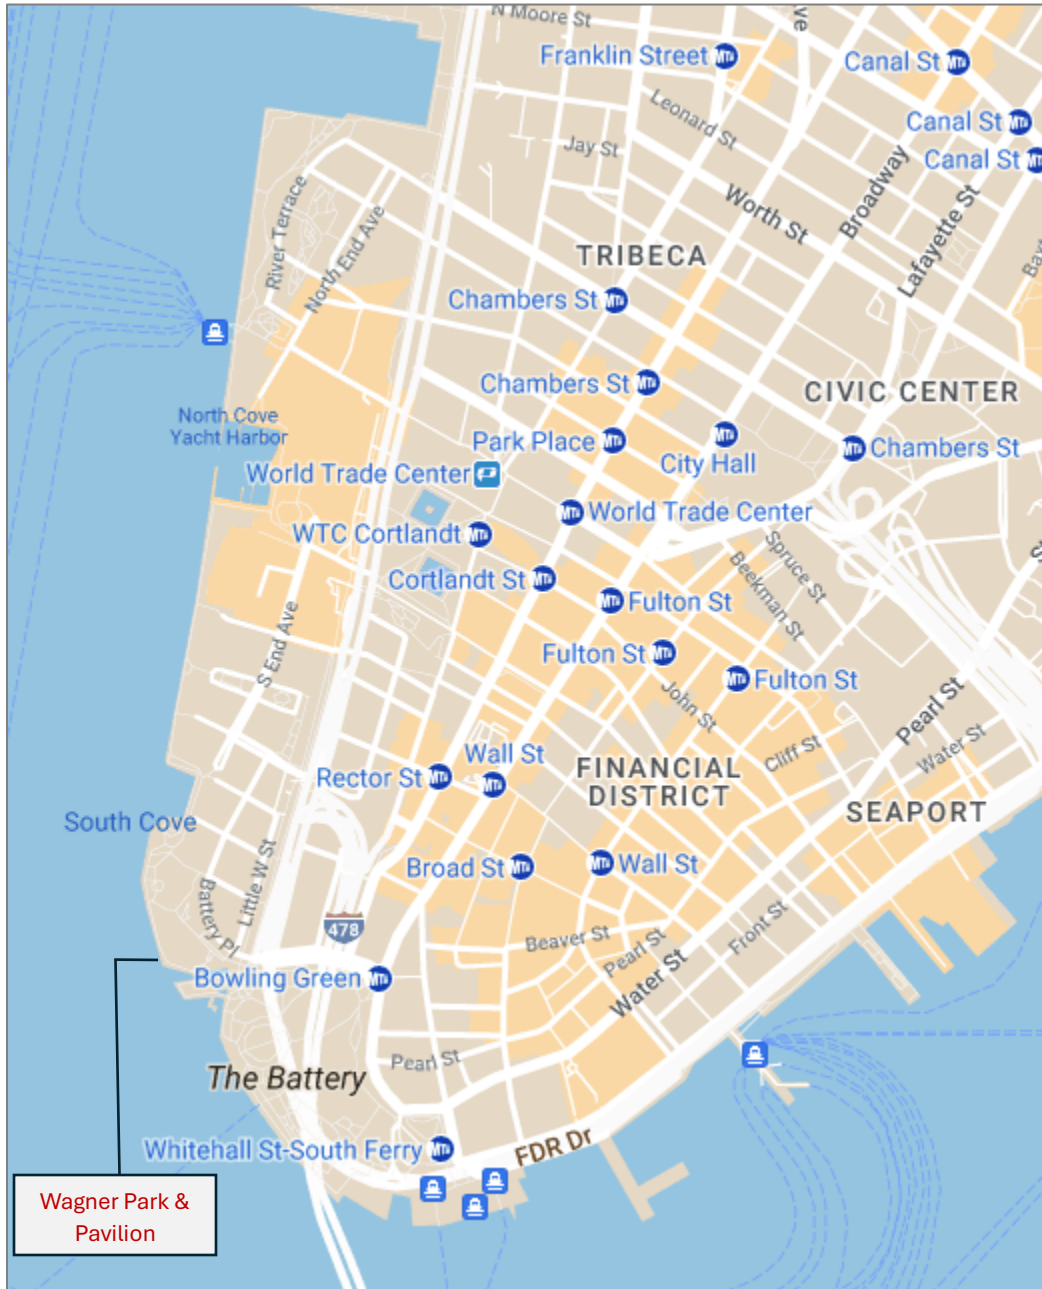 N Moore St
Franklin Street
Canal St
Leonard St
Canal St
Jay St
Canal St
Broadway
Worth St
Lafayette St
River Terrace
North End Ave
TRIBECA
Chambers St
Chambers St
CIVIC CENTER
North Cove
Yacht Harbor
Park Place
City Hall
Chambers St
World Trade Center
World Trade Center
WTC Cortlandt
Spruce St
Beekman St
Cortlandt St
Fulton St
S End Ave
Fulton St
Fulton St
John St
Pearl St
Water St
Cliff St
Wall St
Rector St
FINANCIAL
DISTRICT
SEAPORT
South Cove
Little W St
Broad St
Wall St
Battery Pl
478
Beaver St
Pearl St
Front St
Water St
Bowling Green
Pearl St
The Battery
Whitehall St-South Ferry
FDR Dr
Wagner Park &
Pavilion